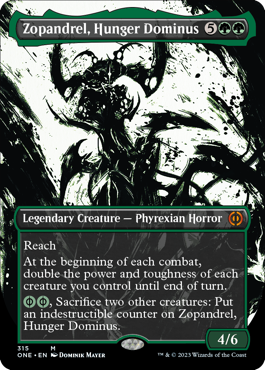 Zopandrel, Hunger Dominus 5
Legendary Creature — Phyrexian Horror
Reach
At the beginning of each combat,
double the power and toughness of each
creature you control until end of turn.
, Sacrifice two other creatures: Put
an indestructible counter on Zopandrel,
Hunger Dominus.
4/6
315 M
ONE • EN DOMINIK MAYER
™ & © 2023 Wizards of the Coast